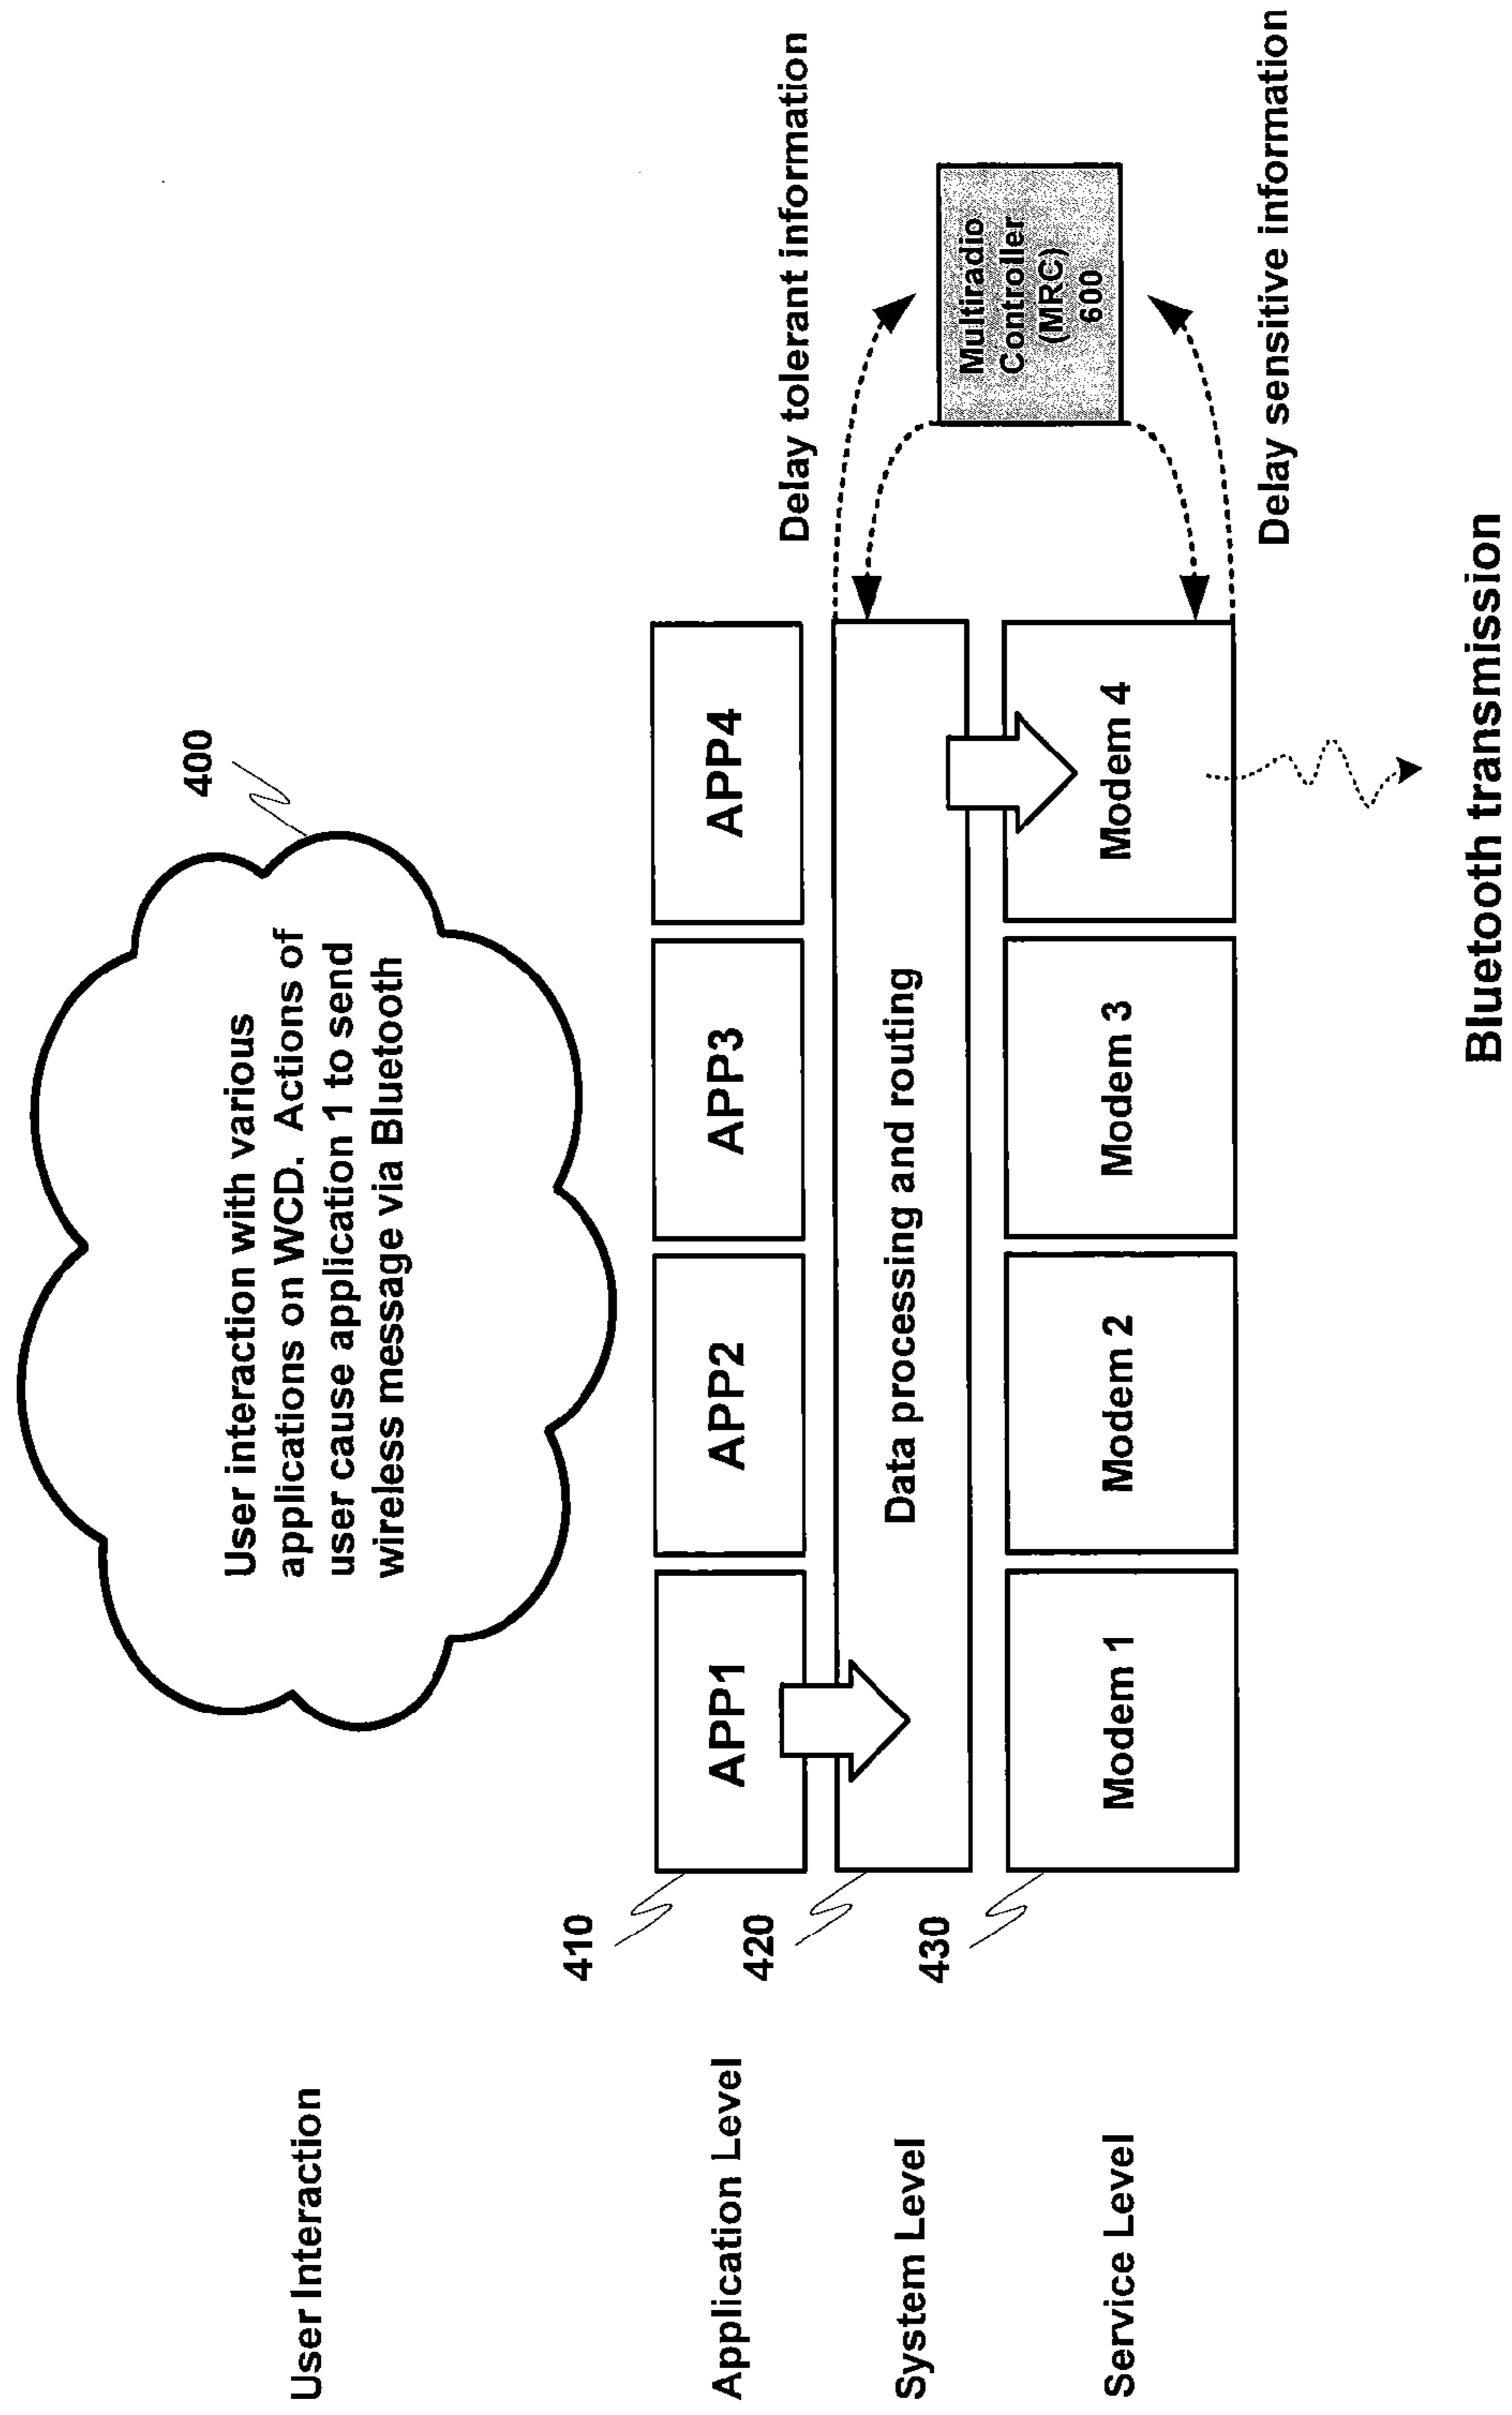 User Interaction
400
User interaction with various
applications on WCD. Actions of
user cause application 1 to send
wireless message via Bluetooth
Application Level
410
APP1
APP2
APP3
APP4
Delay tolerant information
System Level
420
Data processing and routing
Multiradio
Controller
(MRC)
600
Service Level
430
Modem 1
Modem 2
Modem 3
Modem 4
Delay sensitive information
Bluetooth transmission